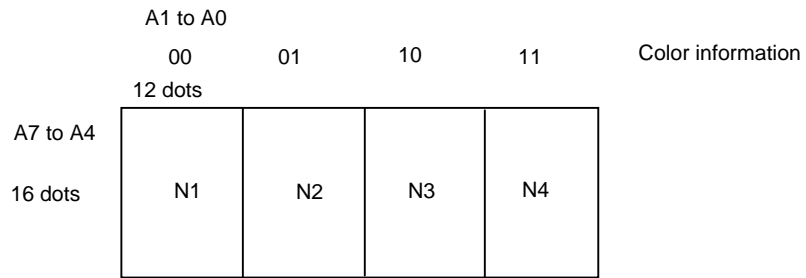 A1 to A0
00 01 10 11 Color information
12 dots
A7 to A4
16 dots N1 N2 N3 N4